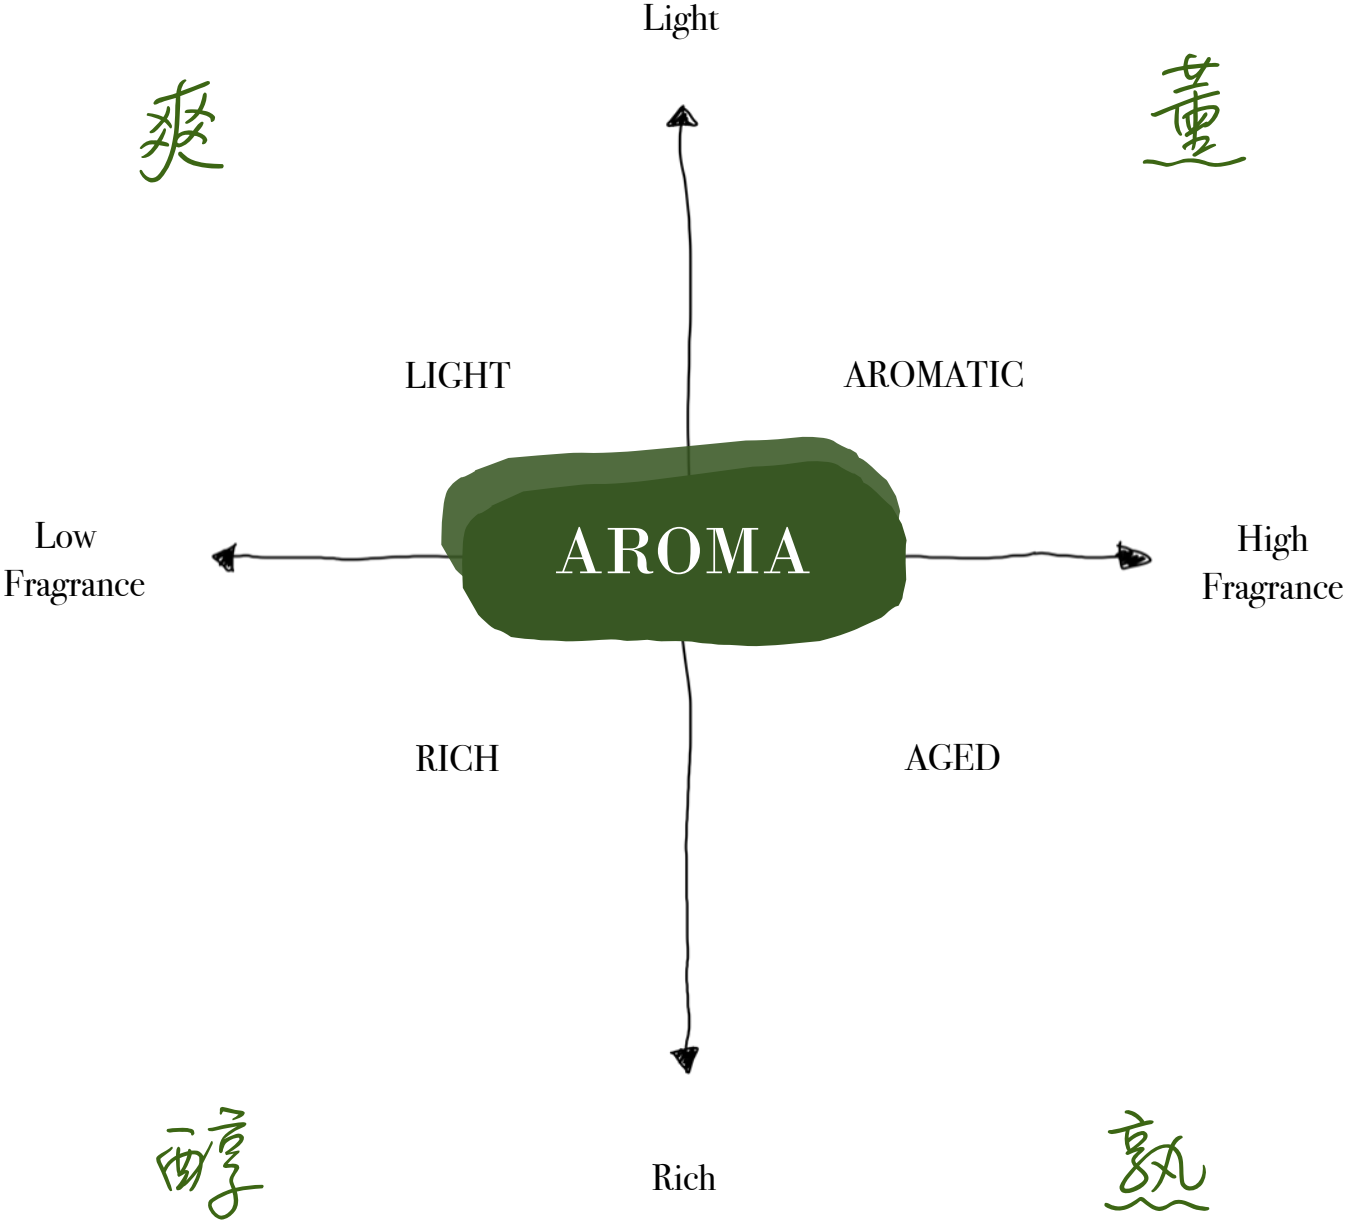 Light
爽
薫
LIGHT
AROMATIC
Low
Fragrance
AROMA
High
Fragrance
RICH
AGED
醇
Rich
熟